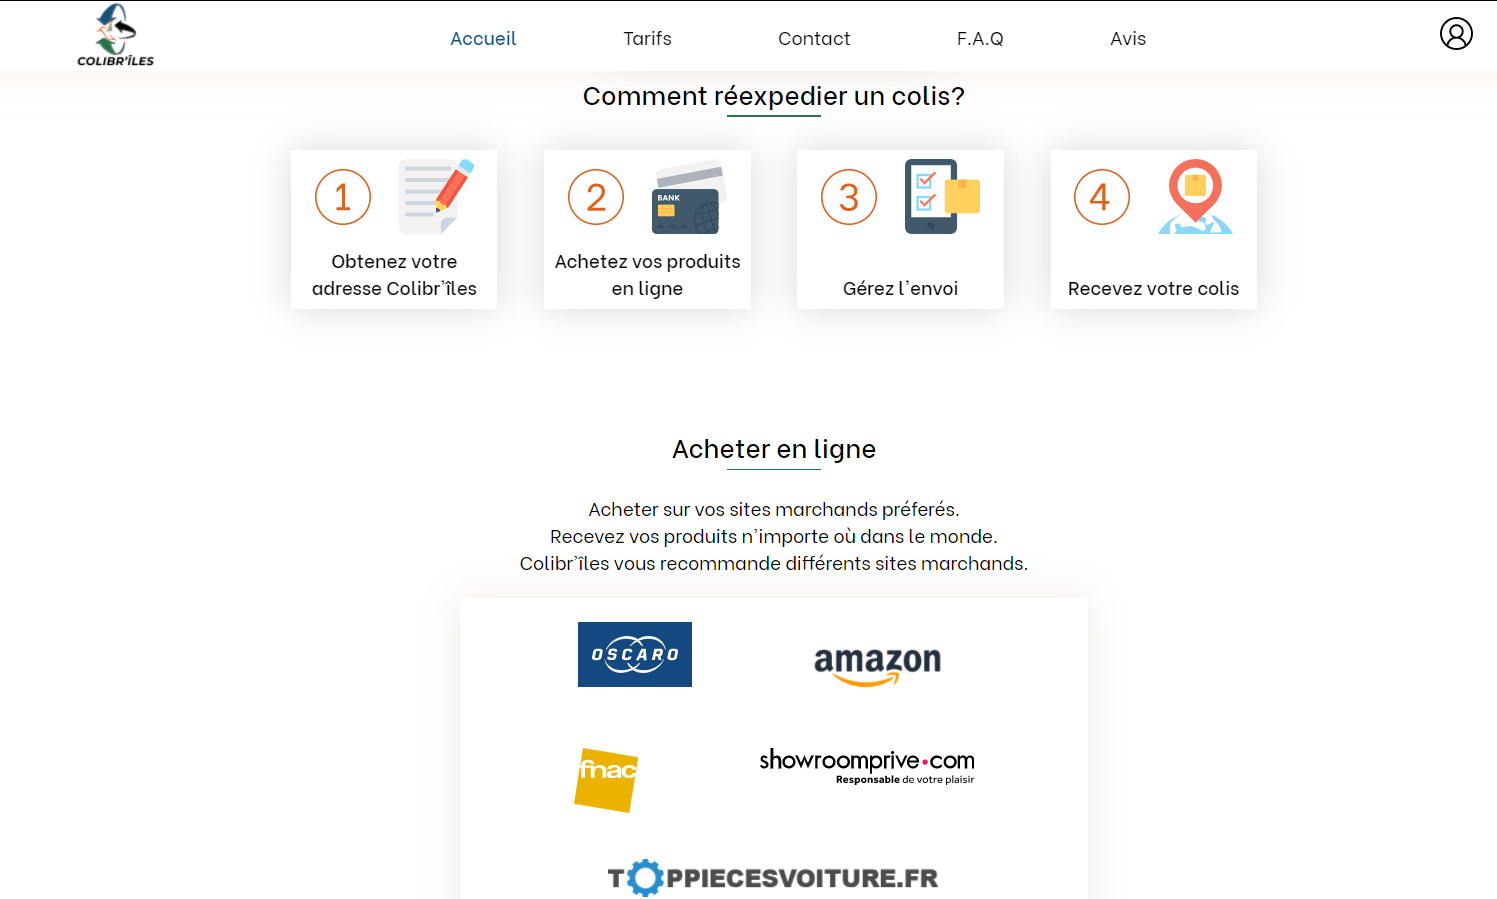 COLIBR'ÎLES
Accueil
Tarifs
Contact
F.A.Q
Avis
Comment réexpedier un colis?
1
Obtenez votre
adresse Colibr'îles
2
BANK
Achetez vos produits
en ligne
3
Gérez l'envoi
4
Recevez votre colis
Acheter en ligne
Acheter sur vos sites marchands préferés.
Recevez vos produits n'importe où dans le monde.
Colibr'îles vous recommande différents sites marchands.
OSCARO
amazon
fnac
showroomprive.com
Responsable de votre plaisir
TOPPIECESVOITURE.FR